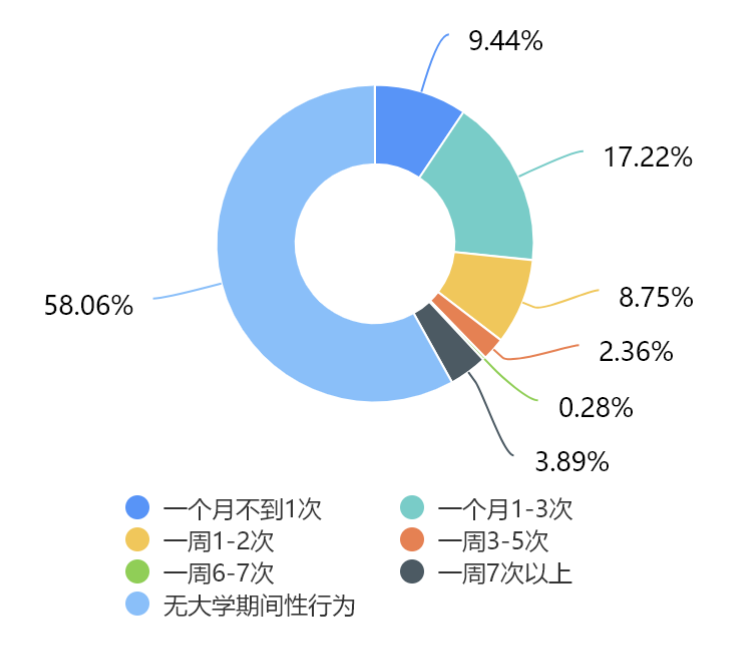 9.44%
17.22%
8.75%
58.06%
2.36%
0.28%
3.89%
一个月不到1次
一个月1-3次
一周1-2次
一周3-5次
一周6-7次
一周7次以上
无大学期间性行为